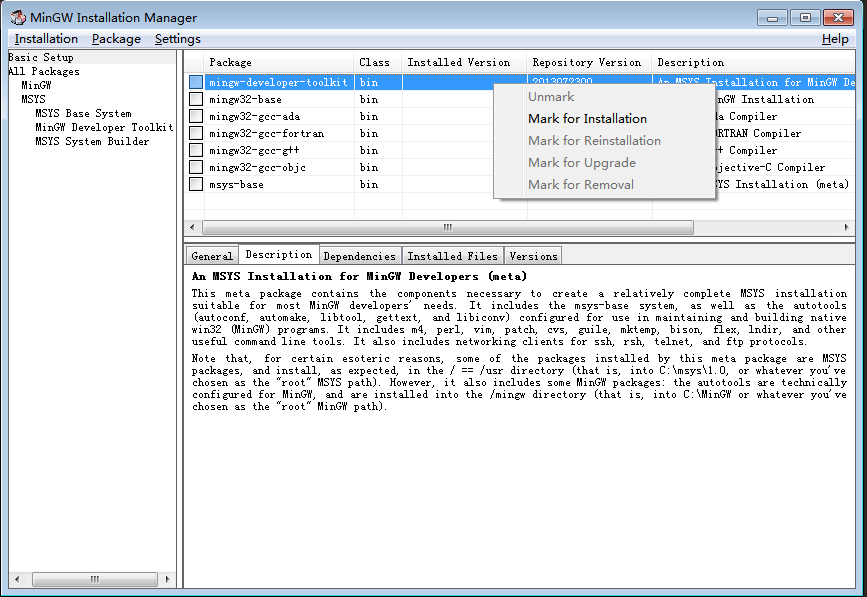 MinGW Installation Manager
Installation Package Settings Help
Basic Setup
All Packages
MinGW
MSYS
MSYS Base System
MinGW Developer Toolkit
MSYS System Builder
Package Class Installed Version Repository Version Description
mingw-developer-toolkit bin 2013072300 An MSYS Installation for MinGW De
mingw32-base bin nGW Installation
mingw32-gcc-ada bin a Compiler
mingw32-gcc-fortran bin RTRAN Compiler
mingw32-gcc-g++ bin + Compiler
mingw32-gcc-objc bin jective-C Compiler
msys-base bin YS Installation (meta)
Unmark
Mark for Installation
Mark for Reinstallation
Mark for Upgrade
Mark for Removal
General Description Dependencies Installed Files Versions
An MSYS Installation for MinGW Developers (meta)
This meta package contains the components necessary to create a relatively complete MSYS installation
suitable for most MinGW developers' needs. It includes the msys-base system, as well as the autotools
(autoconf, automake, libtool, gettext, and libiconv) configured for use in maintaining and building native
win32 (MinGW) programs. It includes m4, perl, vim, patch, cvs, guile, mktemp, bison, flex, lndir, and other
useful command line tools. It also includes networking clients for ssh, rsh, telnet, and ftp protocols.
Note that, for certain esoteric reasons, some of the packages installed by this meta package are MSYS
packages, and install, as expected, in the / == /usr directory (that is, into C:\msys\1.0, or whatever you've
chosen as the "root" MSYS path). However, it also includes some MinGW packages: the autotools are technically
configured for MinGW, and are installed into the /mingw directory (that is, into C:\MinGW or whatever you've
chosen as the "root" MinGW path).